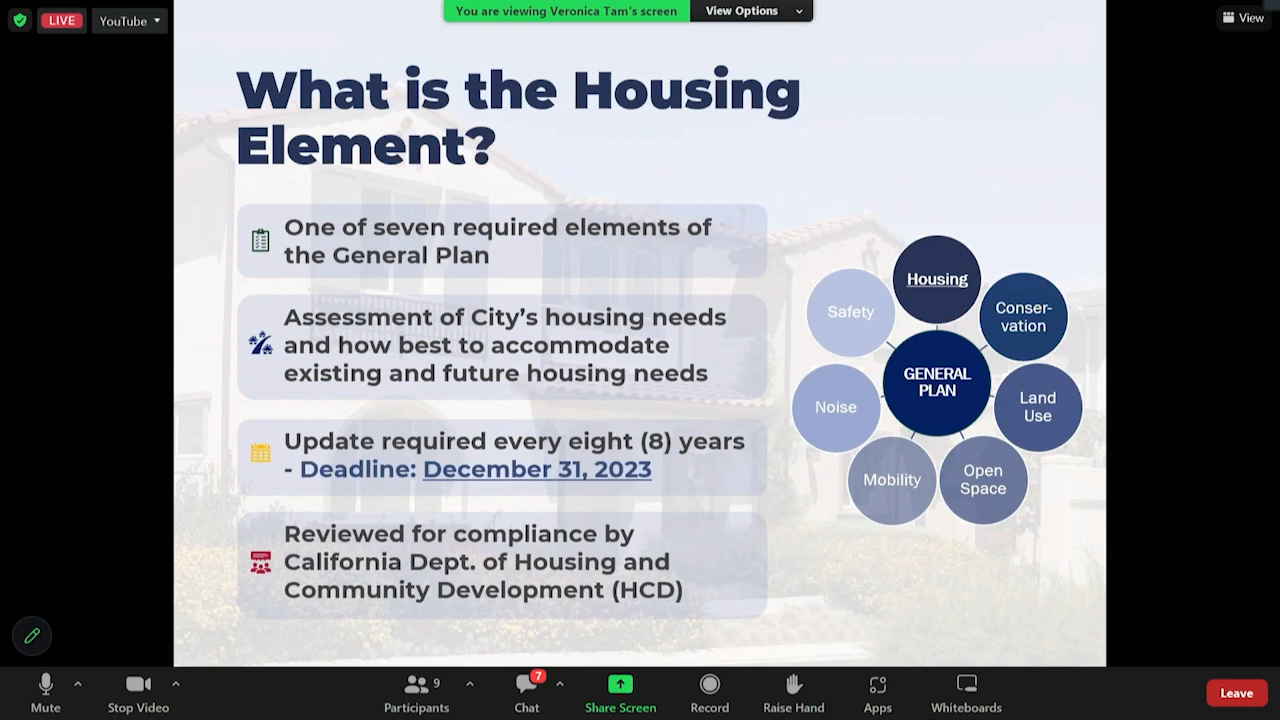 You are viewing Veronica Tam's screen
View Options
LIVE
YouTube
View
What is the Housing
Element?
One of seven required elements of
the General Plan
Assessment of City’s housing needs
and how best to accommodate
existing and future housing needs
Update required every eight (8) years
- Deadline: December 31, 2023
Reviewed for compliance by
California Dept. of Housing and
Community Development (HCD)
Housing
Conser-
vation
Land
Use
Open
Space
Mobility
Noise
Safety
GENERAL
PLAN
Mute
Stop Video
9
Participants
7
Chat
Share Screen
Record
Raise Hand
Apps
Whiteboards
Leave